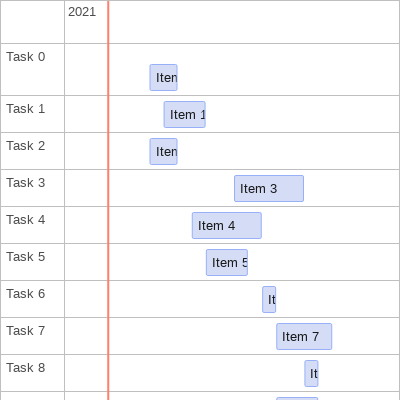 2021
Task 0
Iten
Task 1
Item 1
Task 2
Iten
Task 3
Item 3
Task 4
Item 4
Task 5
Item 5
Task 6
It
Task 7
Item 7
Task 8
It